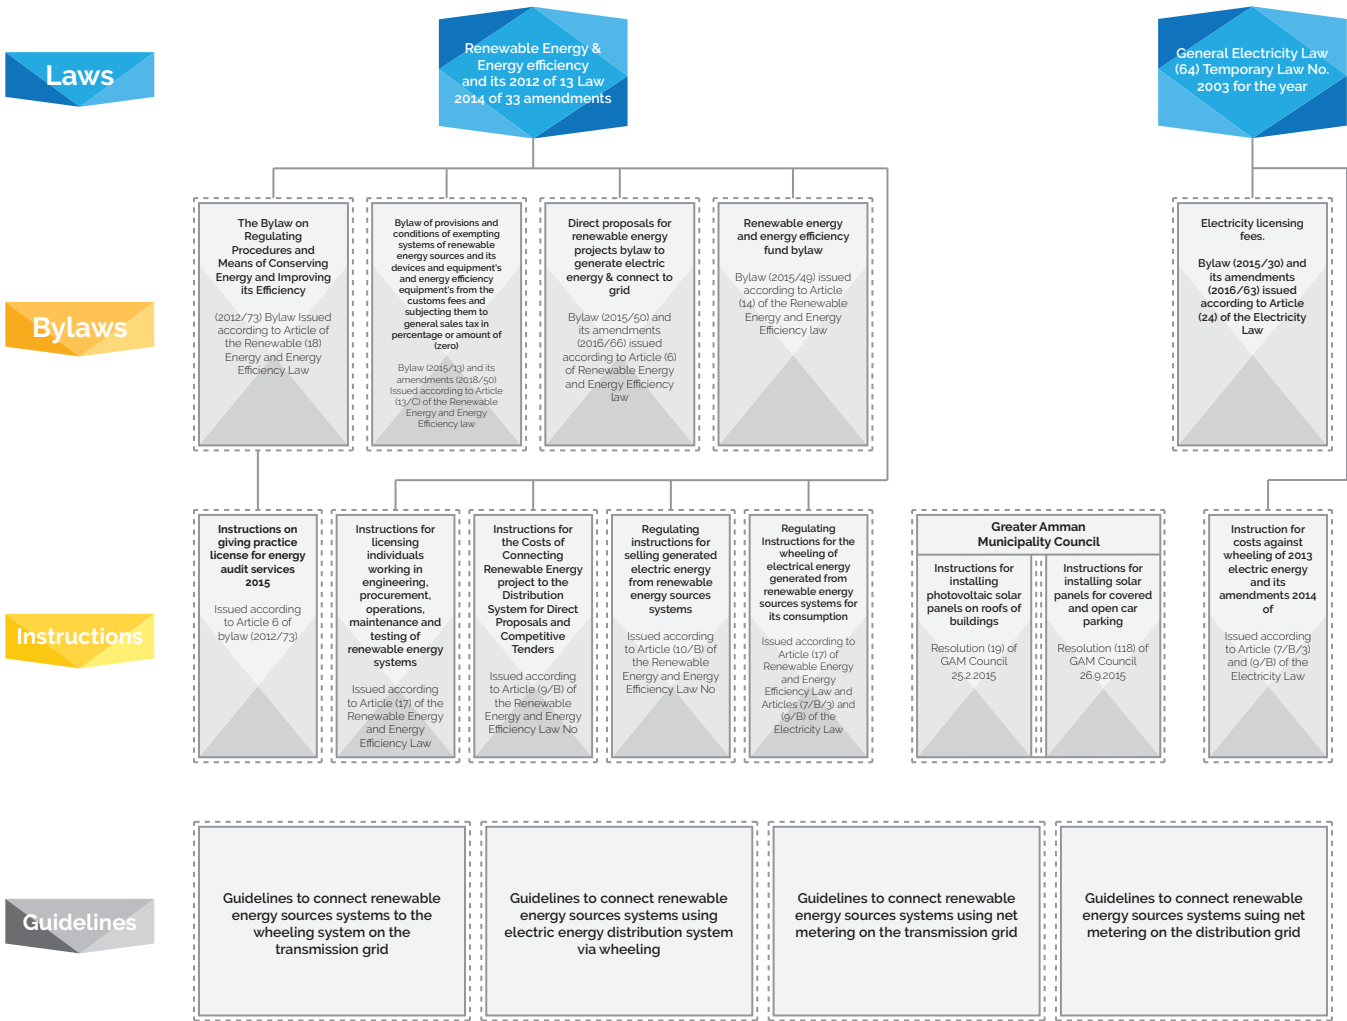 Laws
Renewable Energy &
Energy efficiency
and its 2012 of 13 Law
2014 of 33 amendments
General Electricity Law
(64) Temporary Law No.
2003 for the year
Bylaws
The Bylaw on
Regulating
Procedures and
Means of Conserving
Energy and Improving
its Efficiency
(2012/73) Bylaw Issued
according to Article of
the Renewable (18)
Energy and Energy
Efficiency Law
Bylaw of provisions and
conditions of exempting
systems of renewable
energy sources and its
devices and equipment's
and energy efficiency
equipment's from the
customs fees and
subjecting them to
general sales tax in
percentage or amount of
(zero)
Bylaw (2015/13) and its
amendments (2018/50)
Issued according to Article
(13/C) of the Renewable
Energy and Energy
Efficiency law
Direct proposals for
renewable energy
projects bylaw to
generate electric
energy & connect to
grid
Bylaw (2015/50) and
its amendments
(2016/66) issued
according to Article (6)
of Renewable Energy
and Energy Efficiency
law
Renewable energy
and energy efficiency
fund bylaw
Bylaw (2015/49) issued
according to Article
(14) of the Renewable
Energy and Energy
Efficiency law
Electricity licensing
fees.
Bylaw (2015/30) and
its amendments
(2016/63) issued
according to Article
(24) of the Electricity
Law
Instructions
Instructions on
giving practice
license for energy
audit services
2015
Issued according
to Article 6 of
bylaw (2012/73)
Instructions for
licensing
individuals
working in
engineering,
procurement,
operations,
maintenance and
testing of
renewable energy
systems
Issued according
to Article (17) of the
Renewable Energy
and Energy
Efficiency Law
Instructions for
the Costs of
Connecting
Renewable Energy
project to the
Distribution
System for Direct
Proposals and
Competitive
Tenders
Issued according
to Article (9/B) of
the Renewable
Energy and Energy
Efficiency Law No
Regulating
instructions for
selling generated
electric energy
from renewable
energy sources
systems
Issued according
to Article (10/B) of
the Renewable
Energy and Energy
Efficiency Law No
Regulating
Instructions for the
wheeling of
electrical energy
generated from
renewable energy
sources systems for
its consumption
Issued according to
Article (17) of
Renewable Energy
and Energy
Efficiency Law and
Articles (7/B/3) and
(9/B) of the
Electricity Law
Greater Amman
Municipality Council
Instructions for
installing
photovoltaic solar
panels on roofs of
buildings
Resolution (19) of
GAM Council
25.2.2015
Instructions for
installing solar
panels for covered
and open car
parking
Resolution (118) of
GAM Council
26.9.2015
Instruction for
costs against
wheeling of 2013
electric energy
and its
amendments 2014
of
Issued according
to Article (7/B/3)
and (9/B) of the
Electricity Law
Guidelines
Guidelines to connect renewable
energy sources systems to the
wheeling system on the
transmission grid
Guidelines to connect renewable
energy sources systems using
electric energy distribution system
via wheeling
Guidelines to connect renewable
energy sources systems using net
metering on the transmission grid
Guidelines to connect renewable
energy sources systems suing net
metering on the distribution grid